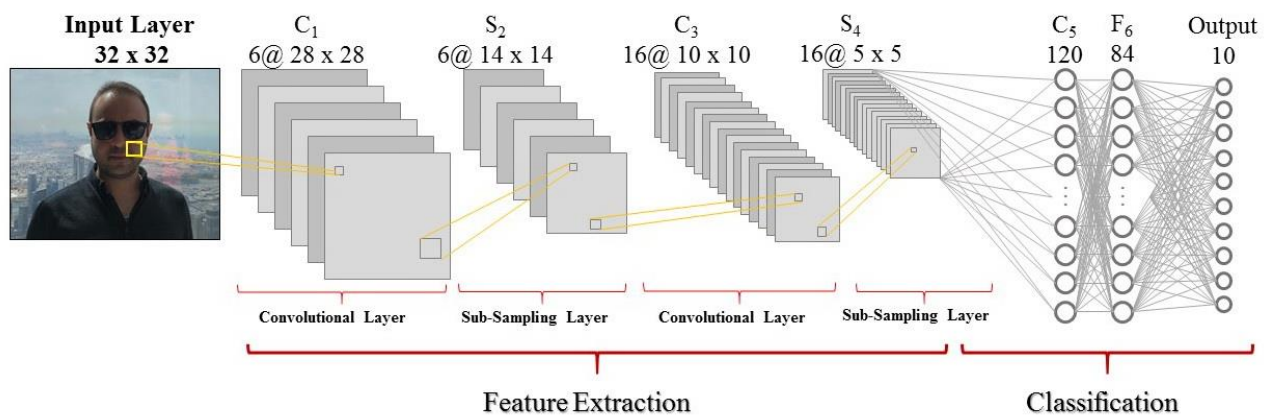 Input Layer
32 x 32
C₁
6@ 28 x 28
S₂
6@ 14 x 14
C₃
16@ 10 x 10
S₄
16@ 5 x 5
C₅
120
F₆
84
Output
10
Convolutional Layer
Sub-Sampling Layer
Convolutional Layer
Sub-Sampling Layer
Feature Extraction
Classification